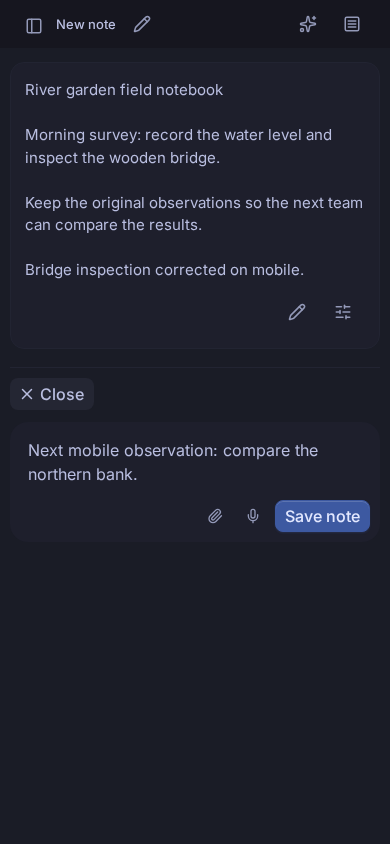 New note
River garden field notebook
Morning survey: record the water level and
inspect the wooden bridge.
Keep the original observations so the next team
can compare the results.
Bridge inspection corrected on mobile.
Close
Next mobile observation: compare the
northern bank.
Save note